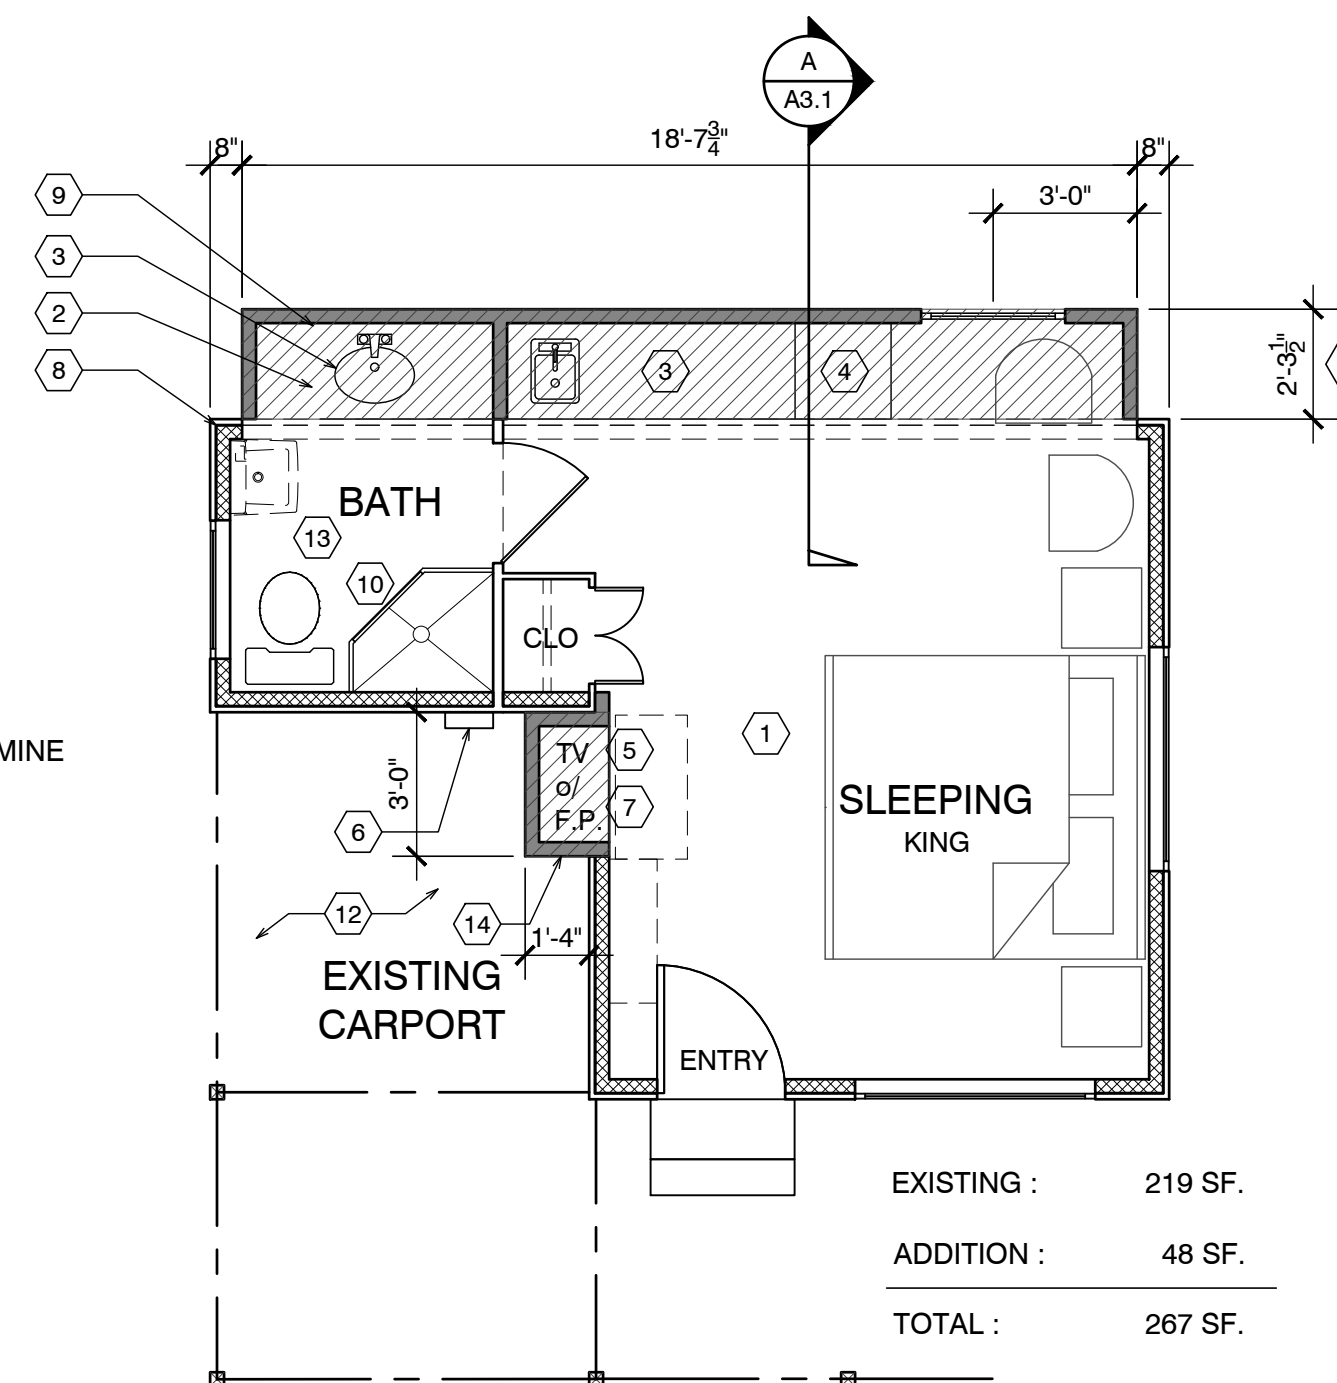 A
A3.1
8"
18'-7 3/4"
8"
3'-0"
9
3
2
8
3
4
2'-3 1/2"
BATH
13
10
CLO
1
MINE
TV
o/
F.P.
5
7
3'-0"
6
SLEEPING
KING
12
14
1'-4"
EXISTING
CARPORT
ENTRY
EXISTING : 219 SF.
ADDITION : 48 SF.
TOTAL : 267 SF.